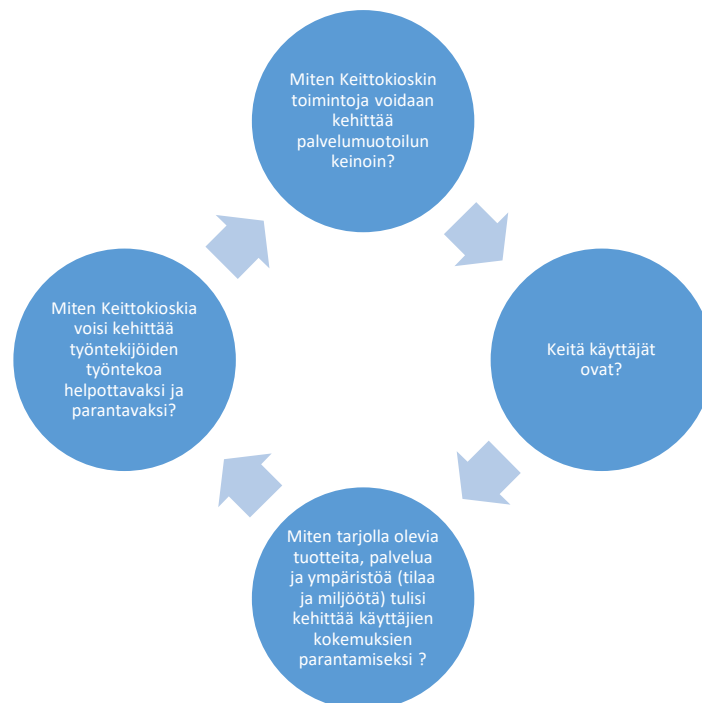 Miten Keittokioskin
toimintoja voidaan
kehittää
palvelumuotoilun
keinoin?
Keitä käyttäjät
ovat?
Miten tarjolla olevia
tuotteita, palvelua
ja ympäristöä (tilaa
ja miljöötä) tulisi
kehittää käyttäjien
kokemuksien
parantamiseksi ?
Miten Keittokioskia
voisi kehittää
työntekijöiden
työntekoa
helpottavaksi ja
parantavaksi?